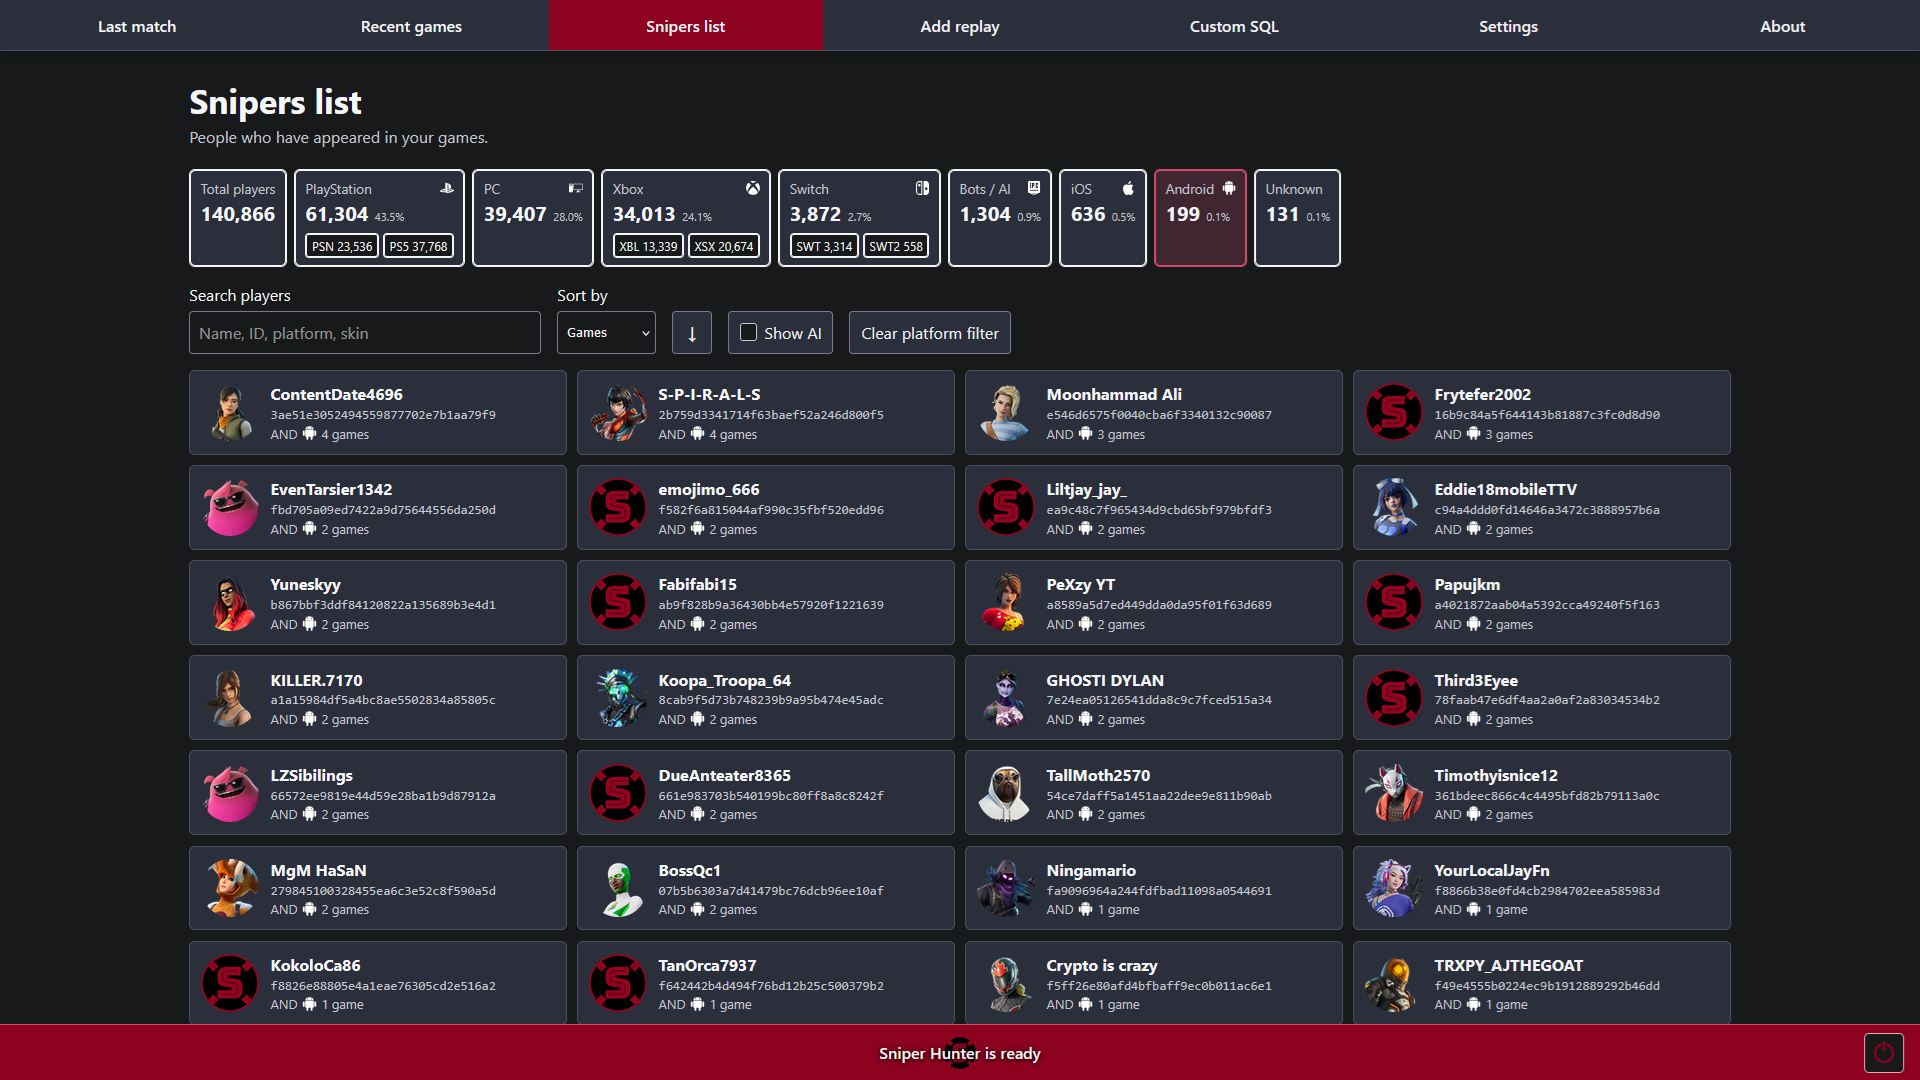 Last match
Recent games
Snipers list
Add replay
Custom SQL
Settings
About
Snipers list
People who have appeared in your games.
Total players
140,866
PlayStation
61,304 43.5%
PSN 23,536 PS5 37,768
PC
39,407 28.0%
Xbox
34,013 24.1%
XBL 13,339 XSX 20,674
Switch
3,872 2.7%
SWT 3,314 SWT2 558
Bots / AI
1,304 0.9%
iOS
636 0.5%
Android
199 0.1%
Unknown
131 0.1%
Search players
Name, ID, platform, skin
Sort by
Games
↓
Show AI
Clear platform filter
ContentDate4696
3ae51e3052494559877702e7b1aa79f9
AND 4 games
S-P-I-R-A-L-S
2b759d3341714f63baef52a246d800f5
AND 4 games
Moonhammad Ali
e546d6575f0040cba6f3340132c90087
AND 3 games
Frytefer2002
16b9c84a5f644143b81887c3fc0d8d90
AND 3 games
EvenTarsier1342
fbd705a09ed7422a9d75644556da250d
AND 2 games
emojimo_666
f582f6a815044af990c35fbf520edd96
AND 2 games
Liltjay_jay_
ea9c48c7f965434d9cbd65bf979bfdf3
AND 2 games
Eddie18mobileTTV
c94a4ddd0fd14646a3472c3888957b6a
AND 2 games
Yuneskyy
b867bbf3ddf84120822a135689b3e4d1
AND 2 games
Fabifabi15
ab9f828b9a36430bb4e57920f1221639
AND 2 games
PeXzy YT
a8589a5d7ed449dda0da95f01f63d689
AND 2 games
Papujkm
a4021872aab04a5392cca49240f5f163
AND 2 games
KILLER.7170
a1a15984df5a4bc8ae5502834a85805c
AND 2 games
Koopa_Troopa_64
8cab9f5d73b748239b9a95b474e45adc
AND 2 games
GHOSTI DYLAN
7e24ea05126541dda8c9c7fced515a34
AND 2 games
Third3Eyee
78faab47e6df4aa2a0af2a83034534b2
AND 2 games
LZSibilings
66572ee9819e44d59e28ba1b9d87912a
AND 2 games
DueAnteater8365
661e983703b540199bc80ff8a8c8242f
AND 2 games
TallMoth2570
54ce7daff5a1451aa22dee9e811b90ab
AND 2 games
Timothyisnice12
361bdeec866c4c4495bfd82b79113a0c
AND 2 games
MgM HaSaN
279845100328455ea6c3e52c8f590a5d
AND 2 games
BossQc1
07b5b6303a7d41479bc76dcb96ee10af
AND 2 games
Ningamario
fa9096964a244fdfbad11098a0544691
AND 1 game
YourLocalJayFn
f8866b38e0fd4cb2984702eea585983d
AND 1 game
KokoloCa86
f8826e88805e4a1eae76305cd2e516a2
AND 1 game
TanOrca7937
f642442b4d494f76bd12b25c500379b2
AND 1 game
Crypto is crazy
f5ff26e80afd4bfbaff9ec0b011ac6e1
AND 1 game
TRXPY_AJTHEGOAT
f49e4555b0224ec9b1912889292b46dd
AND 1 game
Sniper Hunter is ready